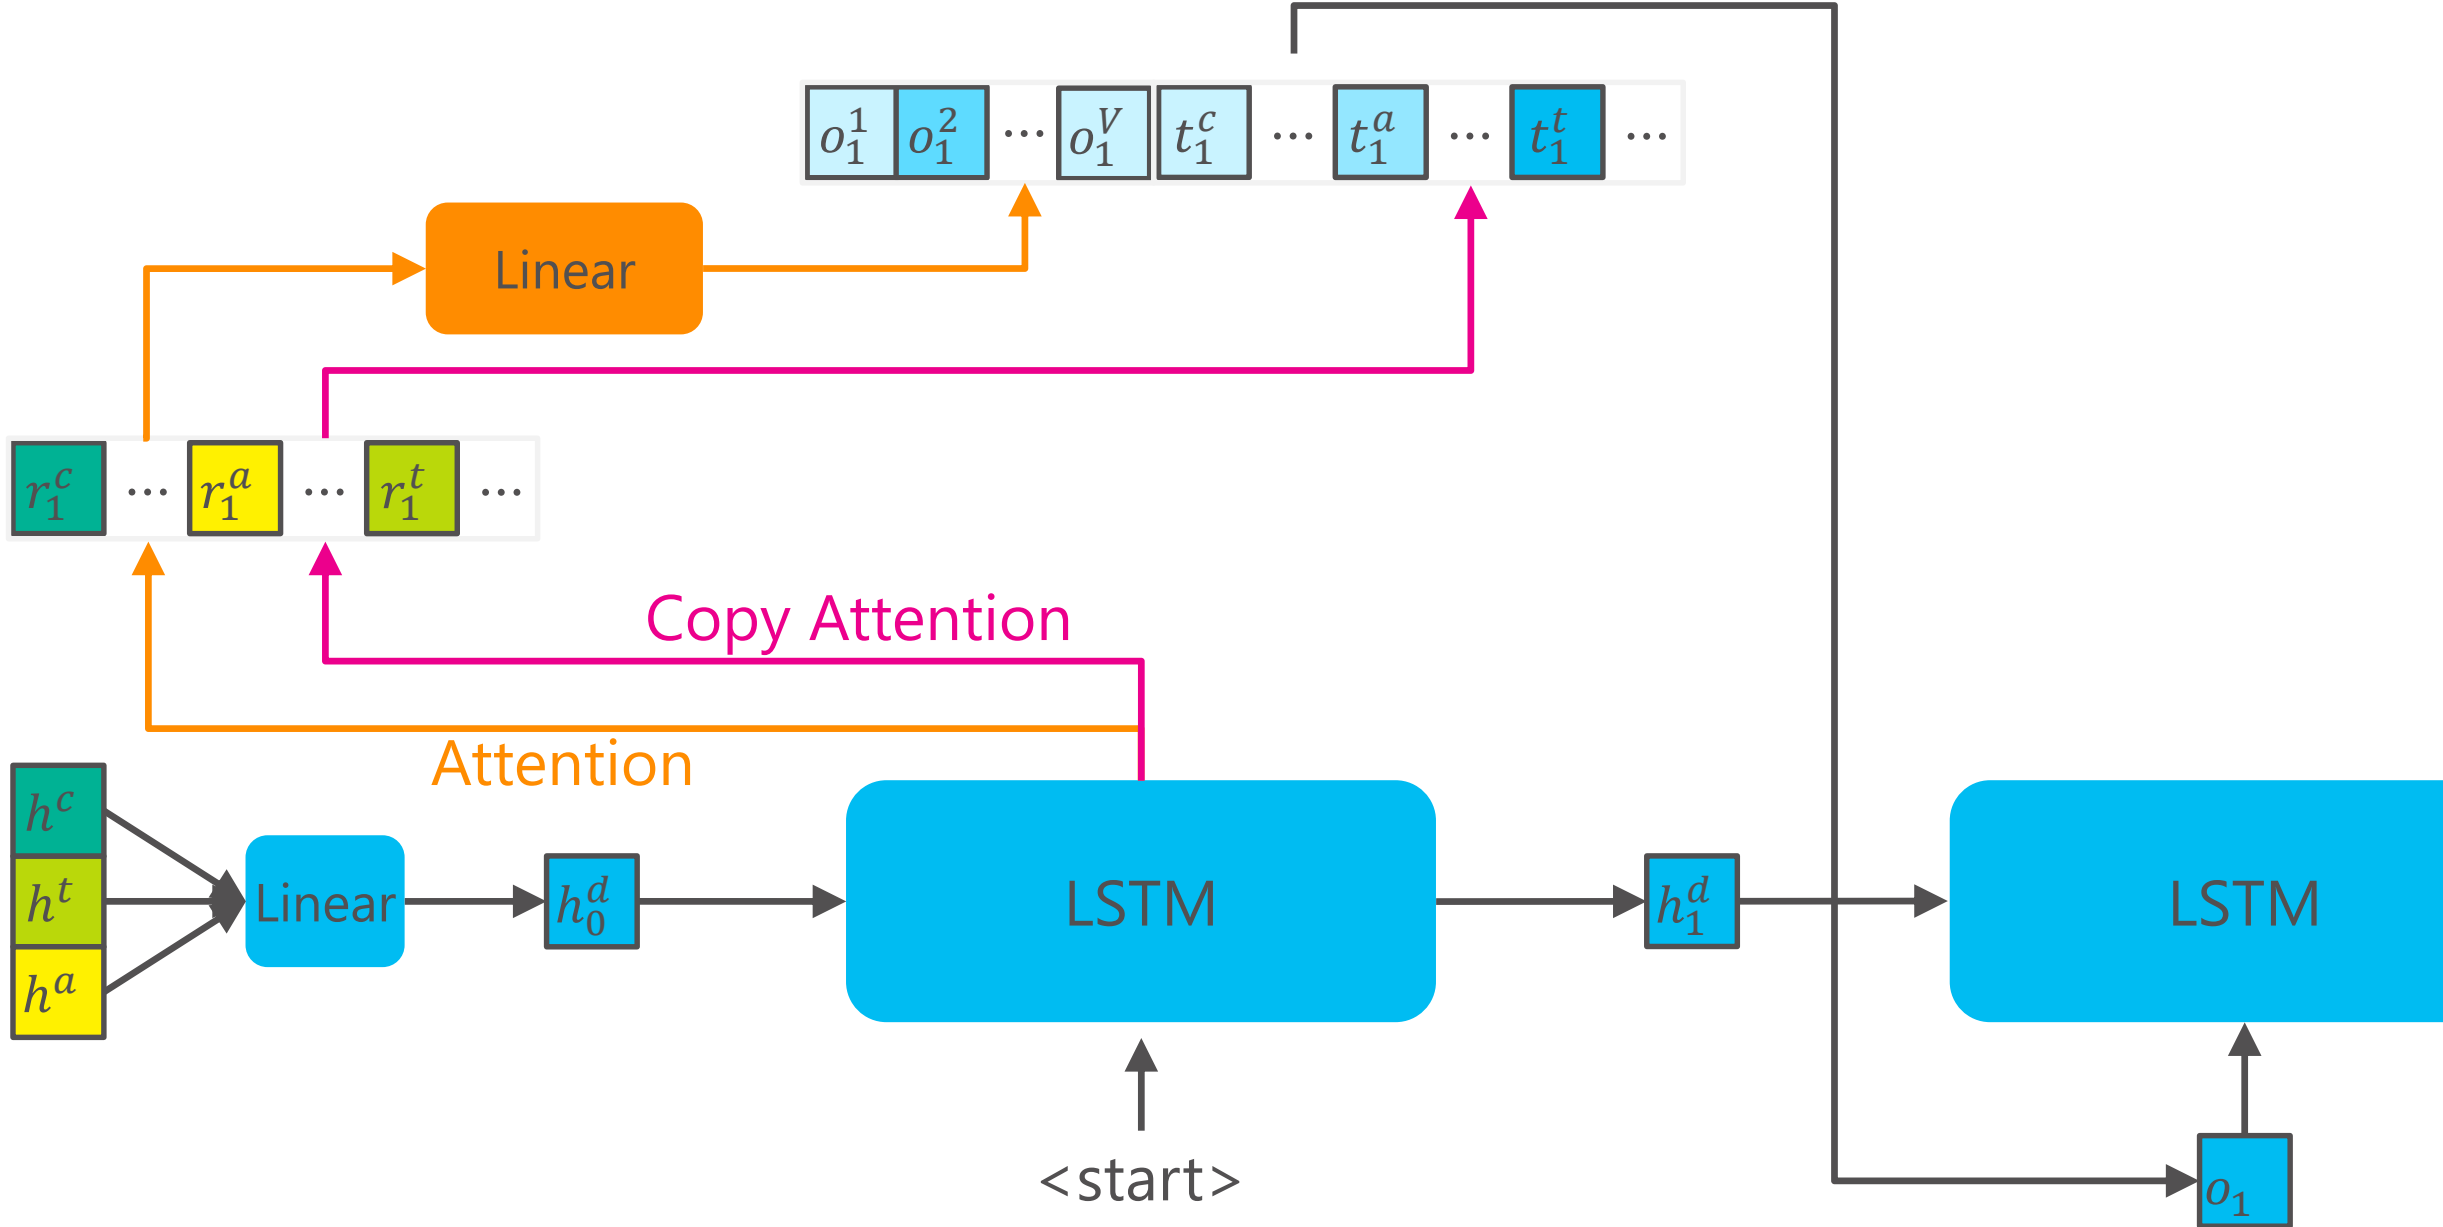 o_1^1 o_1^2 ... o_1^V t_1^c ... t_1^a ... t_1^t ...
Linear
r_1^c ... r_1^a ... r_1^t ...
Copy Attention
Attention
h^c
h^t
h^a
Linear
h_0^d
LSTM
h_1^d
LSTM
<start>
o_1